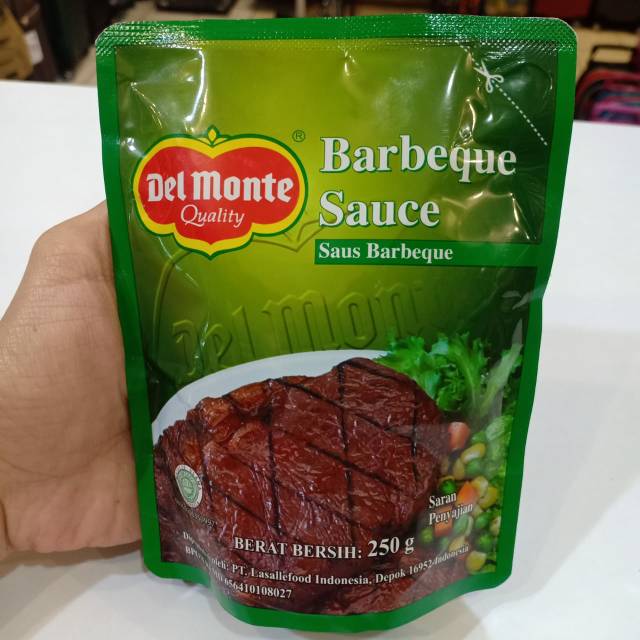 Del Monte
Quality
®
Barbeque
Sauce
Saus Barbeque
Del Monte
Saran
Penyajian
BERAT BERSIH: 250 g
PT. Lasallefood Indonesia, Depok 16952-Indonesia
656410108027